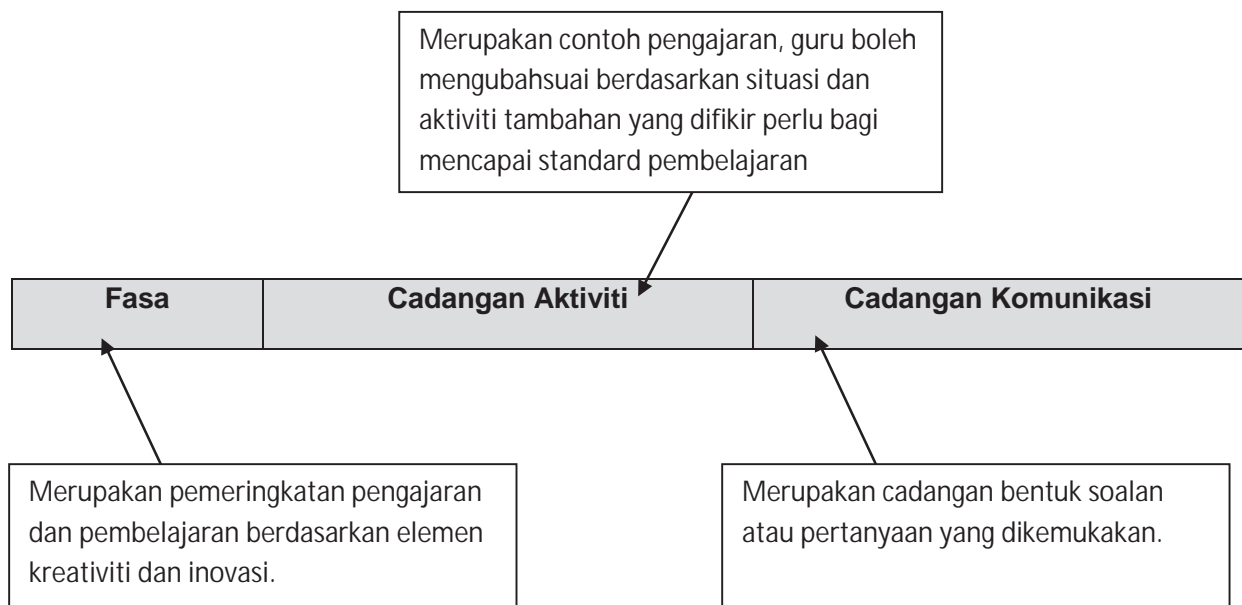 Merupakan contoh pengajaran, guru boleh
mengubahsuai berdasarkan situasi dan
aktiviti tambahan yang difikir perlu bagi
mencapai standard pembelajaran
Fasa
Cadangan Aktiviti
Cadangan Komunikasi
Merupakan pemeringkatan pengajaran
dan pembelajaran berdasarkan elemen
kreativiti dan inovasi.
Merupakan cadangan bentuk soalan
atau pertanyaan yang dikemukakan.